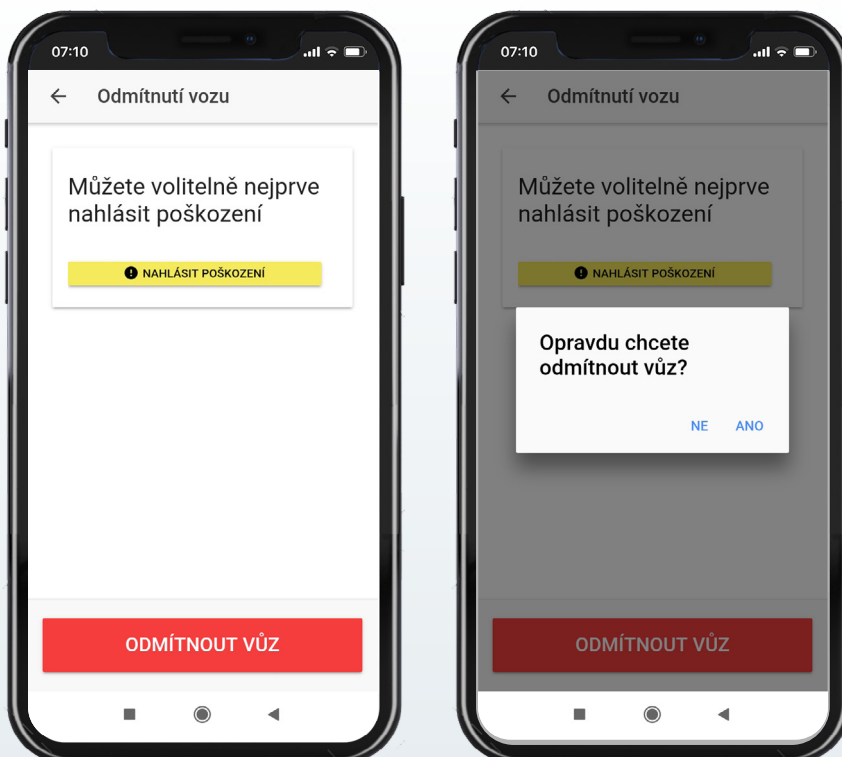 07:10
Odmítnutí vozu
Můžete volitelně nejprve
nahlásit poškození
NAHLÁSIT POŠKOZENÍ
ODMÍTNOUT VŮZ
07:10
Odmítnutí vozu
Můžete volitelně nejprve
nahlásit poškození
NAHLÁSIT POŠKOZENÍ
Opravdu chcete
odmítnout vůz?
NE ANO
ODMÍTNOUT VŮZ